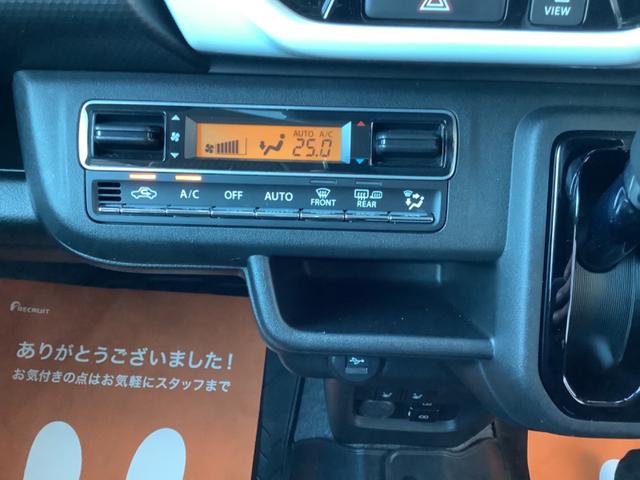 VIEW
AUTO A/C
25.0
A/C OFF AUTO FRONT REAR
RECRUIT
ありがとうございました!
お気付きの点はお気軽にスタッフまで